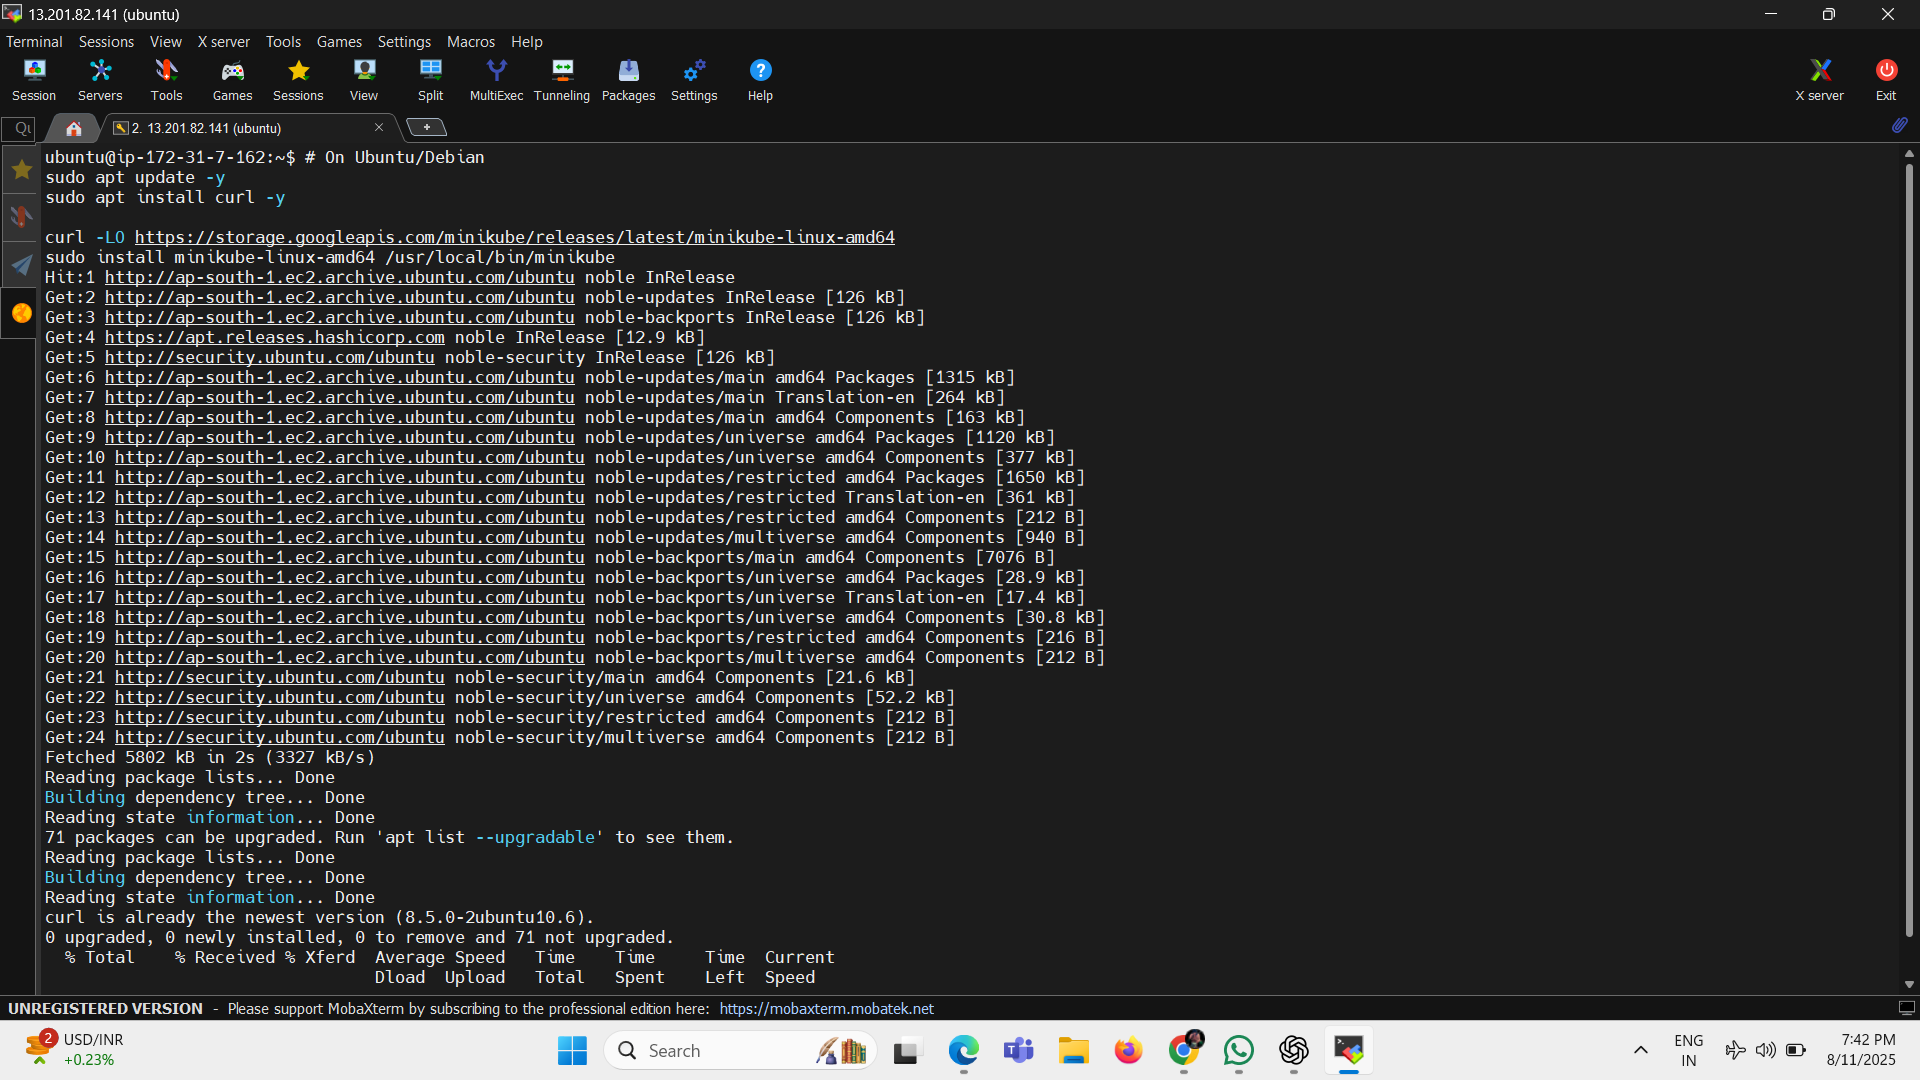 13.201.82.141 (ubuntu)
Terminal Sessions View X server Tools Games Settings Macros Help
Session Servers Tools Games Sessions View Split MultiExec Tunneling Packages Settings Help X server Exit
Qu
2. 13.201.82.141 (ubuntu)
ubuntu@ip-172-31-7-162:~$ # On Ubuntu/Debian
sudo apt update -y
sudo apt install curl -y
curl -LO https://storage.googleapis.com/minikube/releases/latest/minikube-linux-amd64
sudo install minikube-linux-amd64 /usr/local/bin/minikube
Hit:1 http://ap-south-1.ec2.archive.ubuntu.com/ubuntu noble InRelease
Get:2 http://ap-south-1.ec2.archive.ubuntu.com/ubuntu noble-updates InRelease [126 kB]
Get:3 http://ap-south-1.ec2.archive.ubuntu.com/ubuntu noble-backports InRelease [126 kB]
Get:4 https://apt.releases.hashicorp.com noble InRelease [12.9 kB]
Get:5 http://security.ubuntu.com/ubuntu noble-security InRelease [126 kB]
Get:6 http://ap-south-1.ec2.archive.ubuntu.com/ubuntu noble-updates/main amd64 Packages [1315 kB]
Get:7 http://ap-south-1.ec2.archive.ubuntu.com/ubuntu noble-updates/main Translation-en [264 kB]
Get:8 http://ap-south-1.ec2.archive.ubuntu.com/ubuntu noble-updates/main amd64 Components [163 kB]
Get:9 http://ap-south-1.ec2.archive.ubuntu.com/ubuntu noble-updates/universe amd64 Packages [1120 kB]
Get:10 http://ap-south-1.ec2.archive.ubuntu.com/ubuntu noble-updates/universe amd64 Components [377 kB]
Get:11 http://ap-south-1.ec2.archive.ubuntu.com/ubuntu noble-updates/restricted amd64 Packages [1650 kB]
Get:12 http://ap-south-1.ec2.archive.ubuntu.com/ubuntu noble-updates/restricted Translation-en [361 kB]
Get:13 http://ap-south-1.ec2.archive.ubuntu.com/ubuntu noble-updates/restricted amd64 Components [212 B]
Get:14 http://ap-south-1.ec2.archive.ubuntu.com/ubuntu noble-updates/multiverse amd64 Components [940 B]
Get:15 http://ap-south-1.ec2.archive.ubuntu.com/ubuntu noble-backports/main amd64 Components [7076 B]
Get:16 http://ap-south-1.ec2.archive.ubuntu.com/ubuntu noble-backports/universe amd64 Packages [28.9 kB]
Get:17 http://ap-south-1.ec2.archive.ubuntu.com/ubuntu noble-backports/universe Translation-en [17.4 kB]
Get:18 http://ap-south-1.ec2.archive.ubuntu.com/ubuntu noble-backports/universe amd64 Components [30.8 kB]
Get:19 http://ap-south-1.ec2.archive.ubuntu.com/ubuntu noble-backports/restricted amd64 Components [216 B]
Get:20 http://ap-south-1.ec2.archive.ubuntu.com/ubuntu noble-backports/multiverse amd64 Components [212 B]
Get:21 http://security.ubuntu.com/ubuntu noble-security/main amd64 Components [21.6 kB]
Get:22 http://security.ubuntu.com/ubuntu noble-security/universe amd64 Components [52.2 kB]
Get:23 http://security.ubuntu.com/ubuntu noble-security/restricted amd64 Components [212 B]
Get:24 http://security.ubuntu.com/ubuntu noble-security/multiverse amd64 Components [212 B]
Fetched 5802 kB in 2s (3327 kB/s)
Reading package lists... Done
Building dependency tree... Done
Reading state information... Done
71 packages can be upgraded. Run 'apt list --upgradable' to see them.
Reading package lists... Done
Building dependency tree... Done
Reading state information... Done
curl is already the newest version (8.5.0-2ubuntu10.6).
0 upgraded, 0 newly installed, 0 to remove and 71 not upgraded.
% Total % Received % Xferd Average Speed Time Time Time Current
Dload Upload Total Spent Left Speed
UNREGISTERED VERSION - Please support MobaXterm by subscribing to the professional edition here: https://mobaxterm.mobatek.net
2 USD/INR
+0.23%
Search
ENG
IN
7:42 PM
8/11/2025